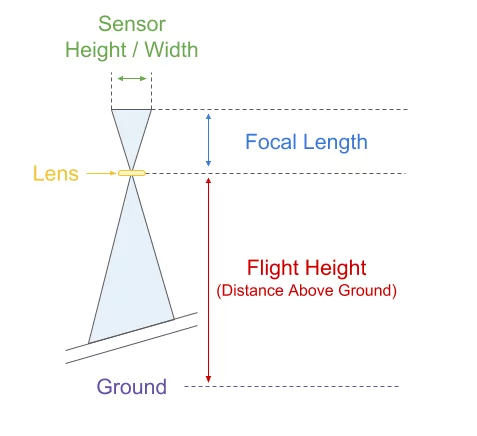 Sensor
Height / Width
Focal Length
Lens
Flight Height
(Distance Above Ground)
Ground